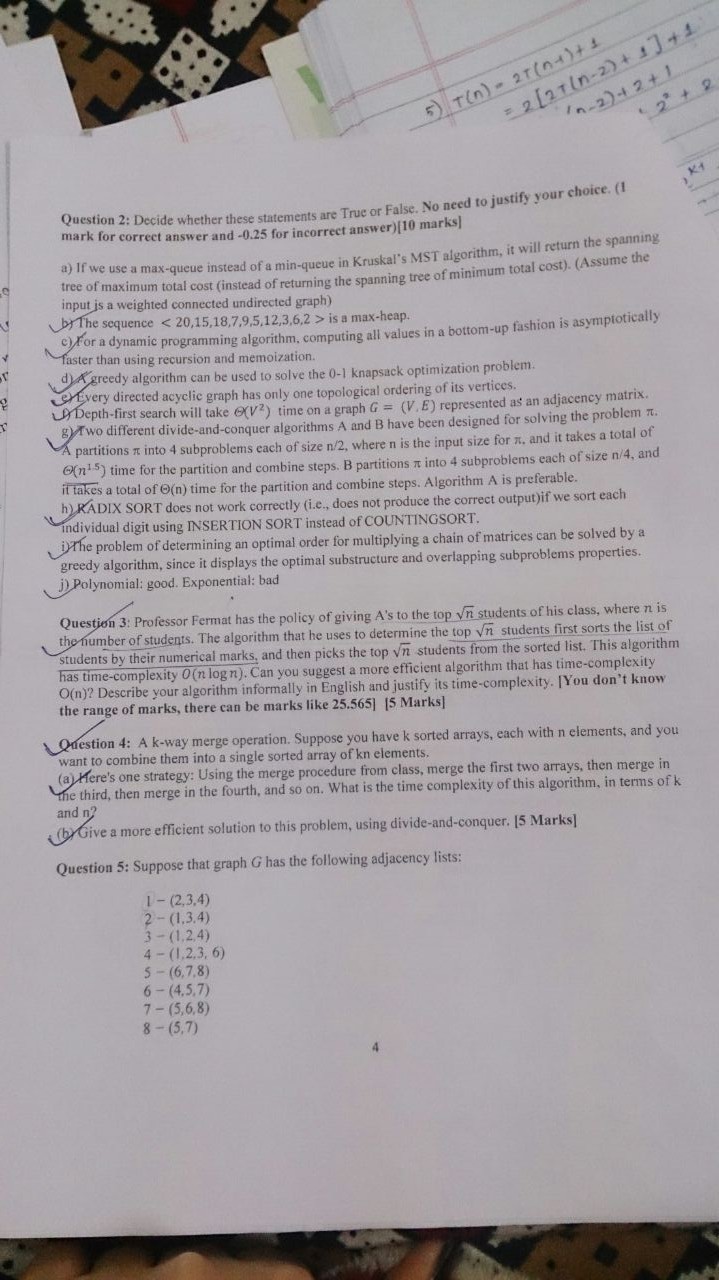 5) T(n) = 2T(n-1)+1
= 2[2T(n-2)+1]+1
n-2)+2+1
2² + 2
Question 2: Decide whether these statements are True or False. No need to justify your choice. (1
mark for correct answer and -0.25 for incorrect answer)[10 marks]
a) If we use a max-queue instead of a min-queue in Kruskal's MST algorithm, it will return the spanning
tree of maximum total cost (instead of returning the spanning tree of minimum total cost). (Assume the
input is a weighted connected undirected graph)
b) The sequence < 20,15,18,7,9,5,12,3,6,2 > is a max-heap.
c) For a dynamic programming algorithm, computing all values in a bottom-up fashion is asymptotically
faster than using recursion and memoization.
d) A greedy algorithm can be used to solve the 0-1 knapsack optimization problem.
e) Every directed acyclic graph has only one topological ordering of its vertices.
f) Depth-first search will take Θ(V²) time on a graph G = (V, E) represented as an adjacency matrix.
g) Two different divide-and-conquer algorithms A and B have been designed for solving the problem π.
A partitions π into 4 subproblems each of size n/2, where n is the input size for π, and it takes a total of
Θ(n^1.5) time for the partition and combine steps. B partitions π into 4 subproblems each of size n/4, and
it takes a total of Θ(n) time for the partition and combine steps. Algorithm A is preferable.
h) RADIX SORT does not work correctly (i.e., does not produce the correct output)if we sort each
individual digit using INSERTION SORT instead of COUNTINGSORT.
i) The problem of determining an optimal order for multiplying a chain of matrices can be solved by a
greedy algorithm, since it displays the optimal substructure and overlapping subproblems properties.
j) Polynomial: good. Exponential: bad
Question 3: Professor Fermat has the policy of giving A's to the top √n students of his class, where n is
the number of students. The algorithm that he uses to determine the top √n students first sorts the list of
students by their numerical marks, and then picks the top √n students from the sorted list. This algorithm
has time-complexity O(n log n). Can you suggest a more efficient algorithm that has time-complexity
O(n)? Describe your algorithm informally in English and justify its time-complexity. [You don't know
the range of marks, there can be marks like 25.565] [5 Marks]
Question 4: A k-way merge operation. Suppose you have k sorted arrays, each with n elements, and you
want to combine them into a single sorted array of kn elements.
(a) Here's one strategy: Using the merge procedure from class, merge the first two arrays, then merge in
the third, then merge in the fourth, and so on. What is the time complexity of this algorithm, in terms of k
and n?
(b) Give a more efficient solution to this problem, using divide-and-conquer. [5 Marks]
Question 5: Suppose that graph G has the following adjacency lists:
1 – (2,3,4)
2 – (1,3,4)
3 – (1,2,4)
4 – (1,2,3, 6)
5 – (6,7,8)
6 – (4,5,7)
7 – (5,6,8)
8 – (5,7)
4